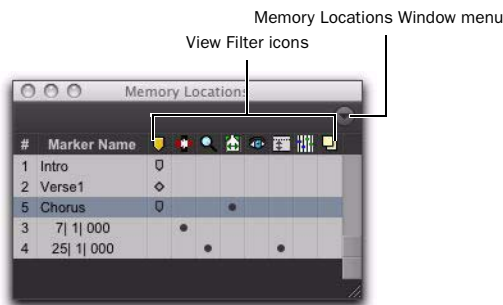 Memory Locations Window menu
View Filter icons
Memory Locations
# Marker Name
1 Intro
2 Verse1
5 Chorus
3 7| 1| 000
4 25| 1| 000